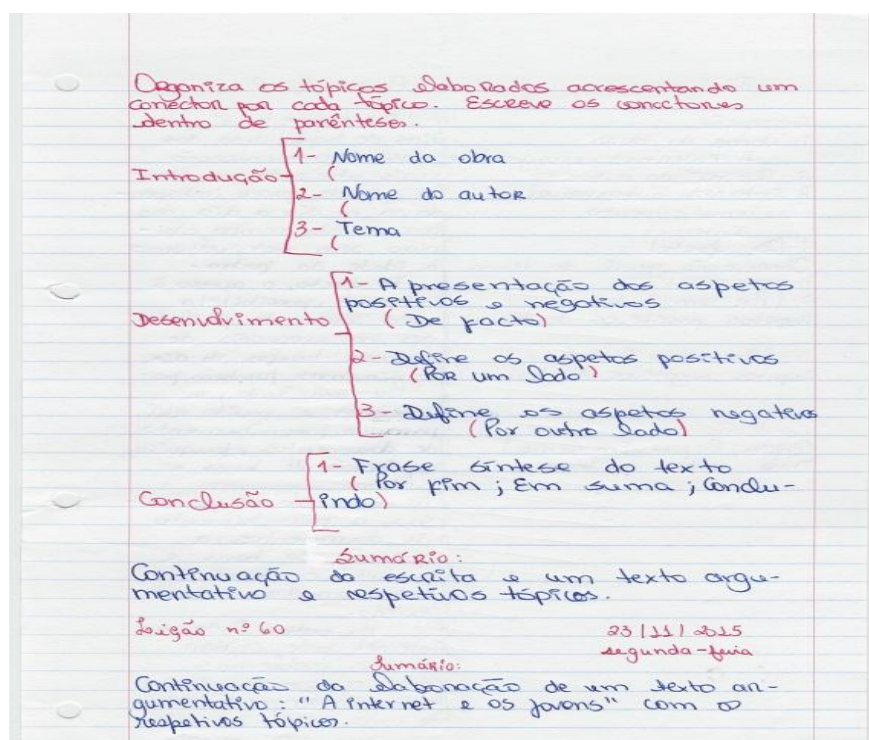 Organiza os tópicos elaborados acrescentando um
conector por cada tópico. Escreve os conectores
dentro de parênteses.
1- Nome da obra
(
Introdução
2- Nome do autor
(
3- Tema
(
1- A presentação dos aspetos
positivos e negativos
Desenvolvimento
(De facto)
2- Define os aspetos positivos
(Por um lado)
3- Define os aspetos negativos
(Por outro lado)
1- Frase síntese do texto
(Por fim; Em suma; Conclu-
Conclusão
indo)
Sumário:
Continuação da escrita e um texto argu-
mentativo e respetivos tópicos.
Lição nº 60
23/11/2015
segunda-feira
Sumário:
Continuação da elaboração de um texto ar-
gumentativo: "A internet e os jovens" com o
respetivos tópicos.